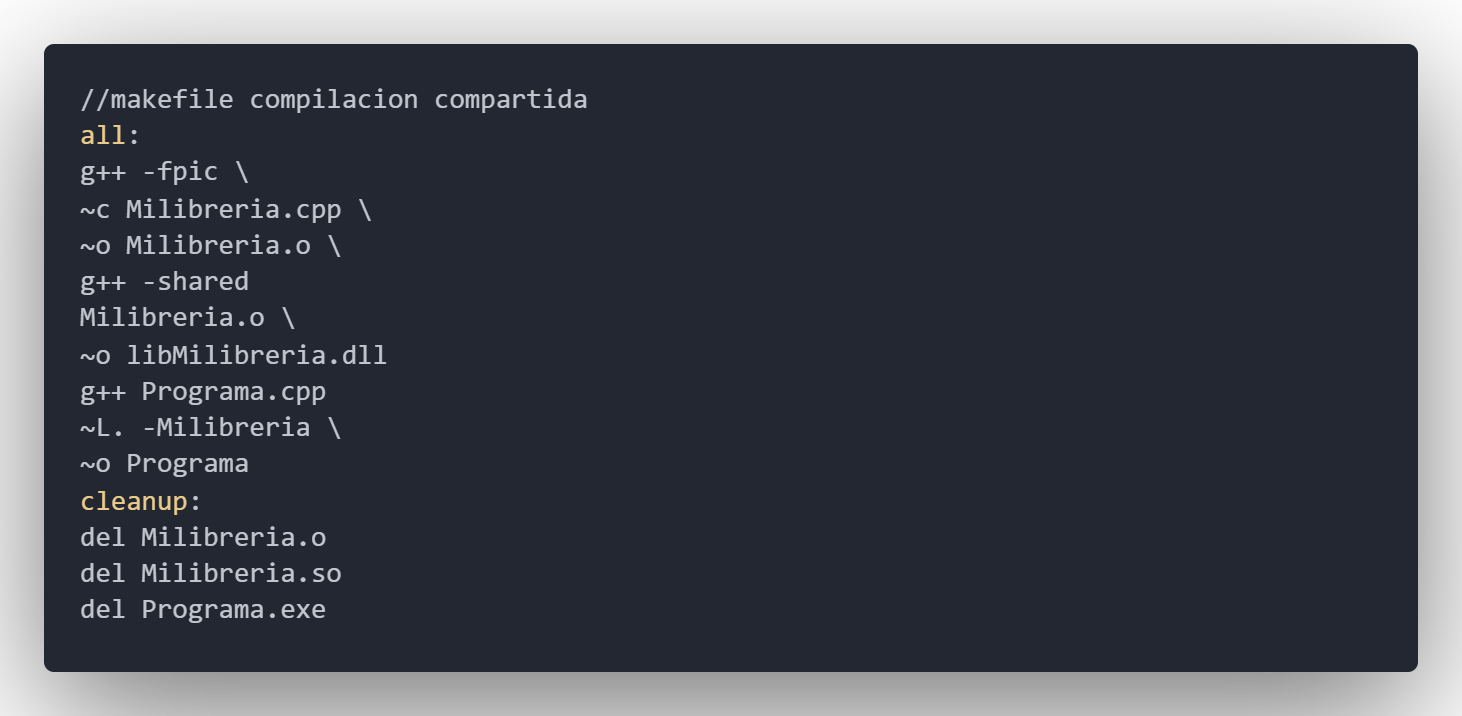 //makefile compilacion compartida
all:
g++ -fpic \
~c Milibreria.cpp \
~o Milibreria.o \
g++ -shared
Milibreria.o \
~o libMilibreria.dll
g++ Programa.cpp
~L. -Milibreria \
~o Programa
cleanup:
del Milibreria.o
del Milibreria.so
del Programa.exe